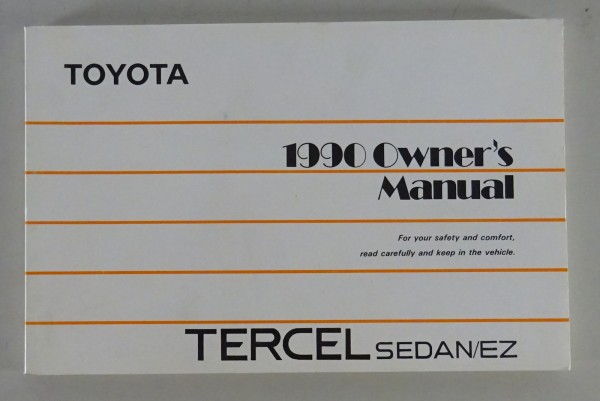 TOYOTA
1990 Owner's
Manual
For your safety and comfort,
read carefully and keep in the vehicle.
TERCEL SEDAN/EZ